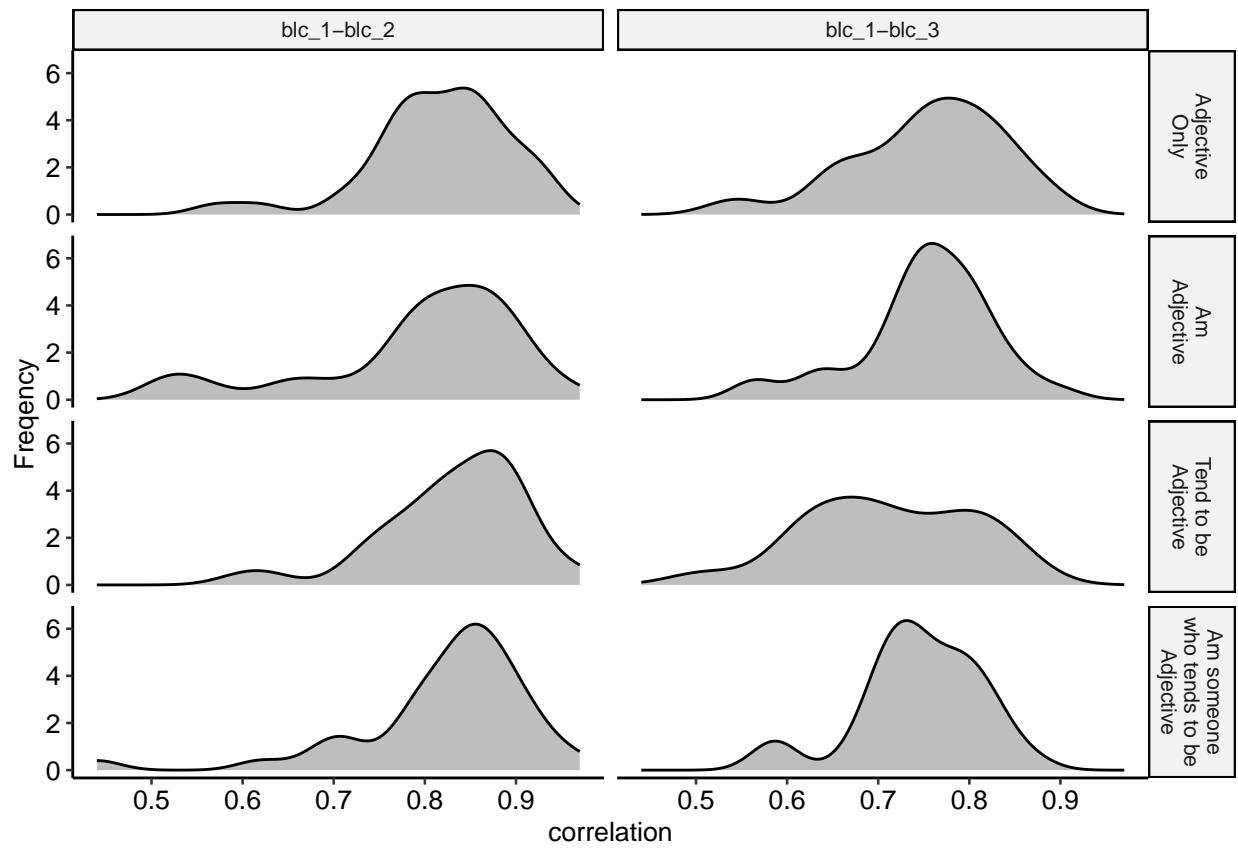 blc_1–blc_2
blc_1–blc_3
6
4
2
0
Adjective
Only
6
4
2
0
Am
Adjective
Freqency
6
4
2
0
Tend to be
Adjective
6
4
2
0
Am someone
who tends to be
Adjective
0.5 0.6 0.7 0.8 0.9
0.5 0.6 0.7 0.8 0.9
correlation